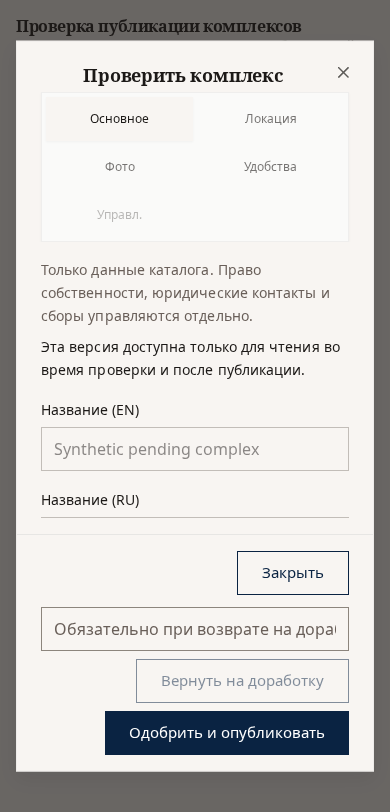 Проверка публикации комплексов
Проверить комплекс
Основное
Локация
Фото
Удобства
Управл.
Только данные каталога. Право
собственности, юридические контакты и
сборы управляются отдельно.
Эта версия доступна только для чтения во
время проверки и после публикации.
Название (EN)
Synthetic pending complex
Название (RU)
Закрыть
Обязательно при возврате на дора
Вернуть на доработку
Одобрить и опубликовать